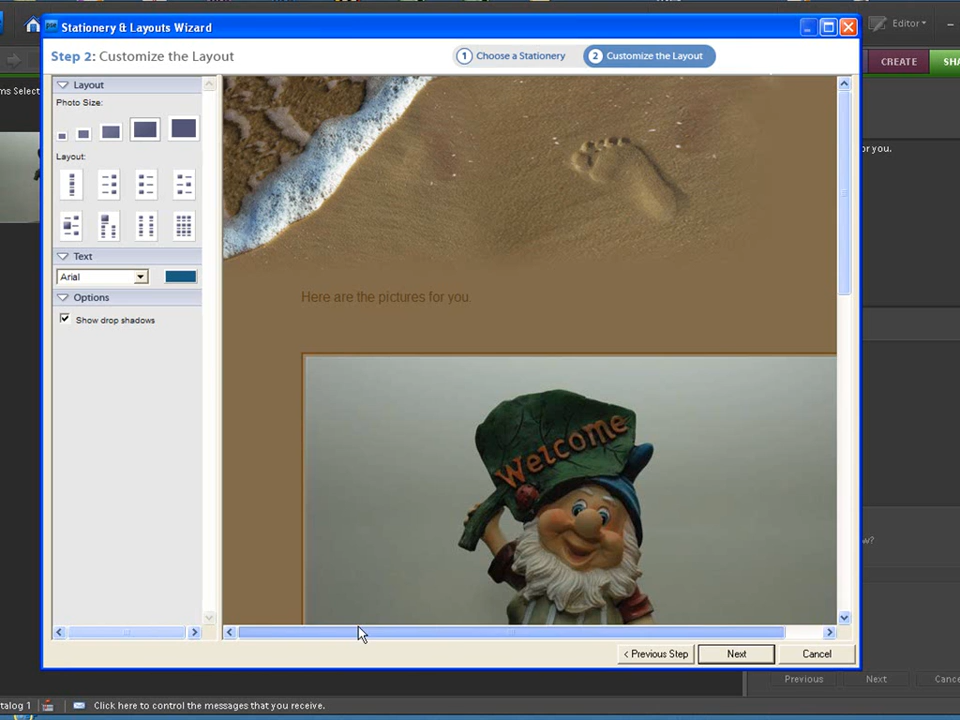 Stationery & Layouts Wizard
Editor
Step 2: Customize the Layout
1 Choose a Stationery
2 Customize the Layout
CREATE
Layout
ms Select
Photo Size:
or you.
Layout:
Text
Arial
Options
Show drop shadows
Here are the pictures for you.
Welcome
< Previous Step
Next
Cancel
Previous
Next
talog 1
Click here to control the messages that you receive.